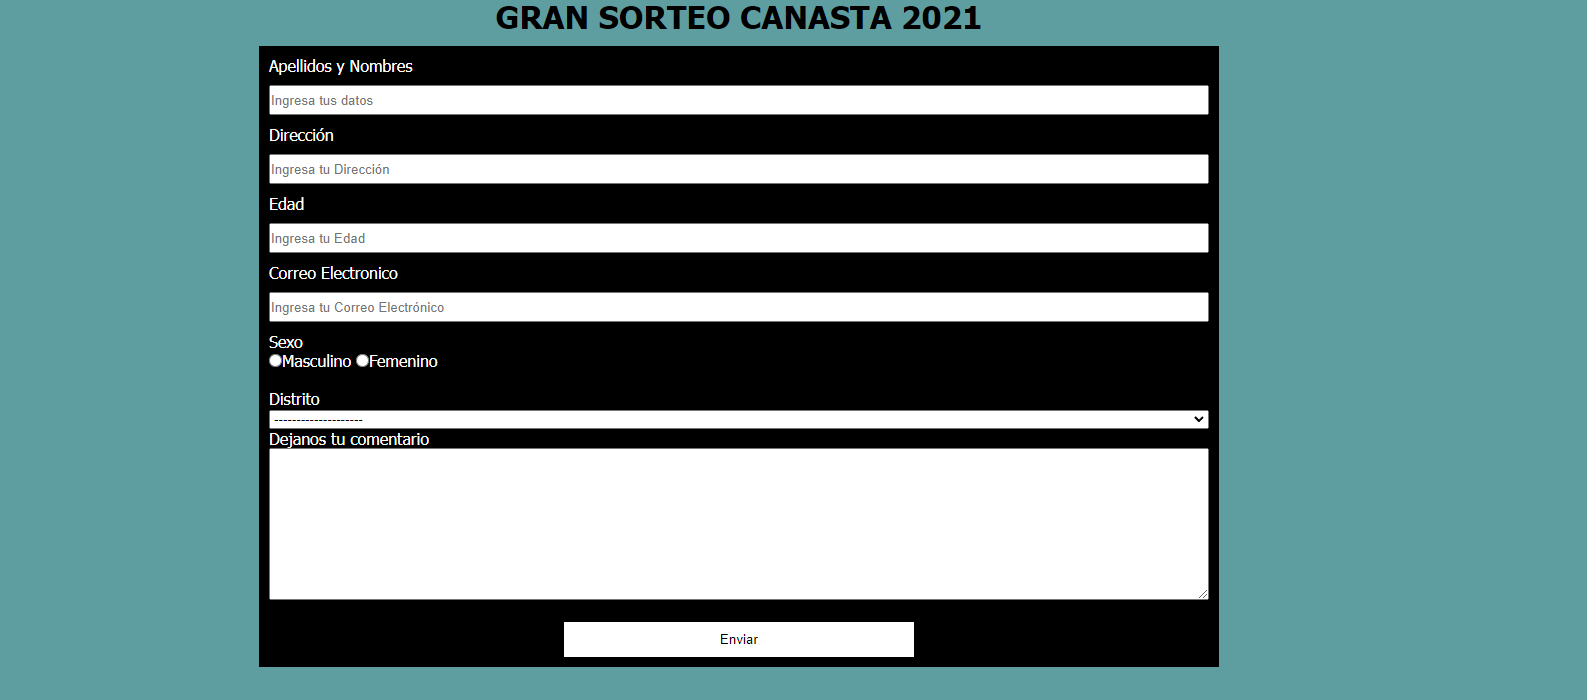 GRAN SORTEO CANASTA 2021
Apellidos y Nombres
Ingresa tus datos
Dirección
Ingresa tu Dirección
Edad
Ingresa tu Edad
Correo Electronico
Ingresa tu Correo Electrónico
Sexo
Masculino Femenino
Distrito
--------------------
Dejanos tu comentario
Enviar